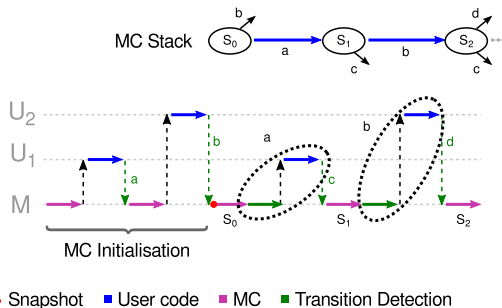 b d
MC Stack S0 S1 S2
a b
c c
U2
b
a
b
d
U1
a
c
M
S0 S1 S2
MC Initialisation
Snapshot User code MC Transition Detection